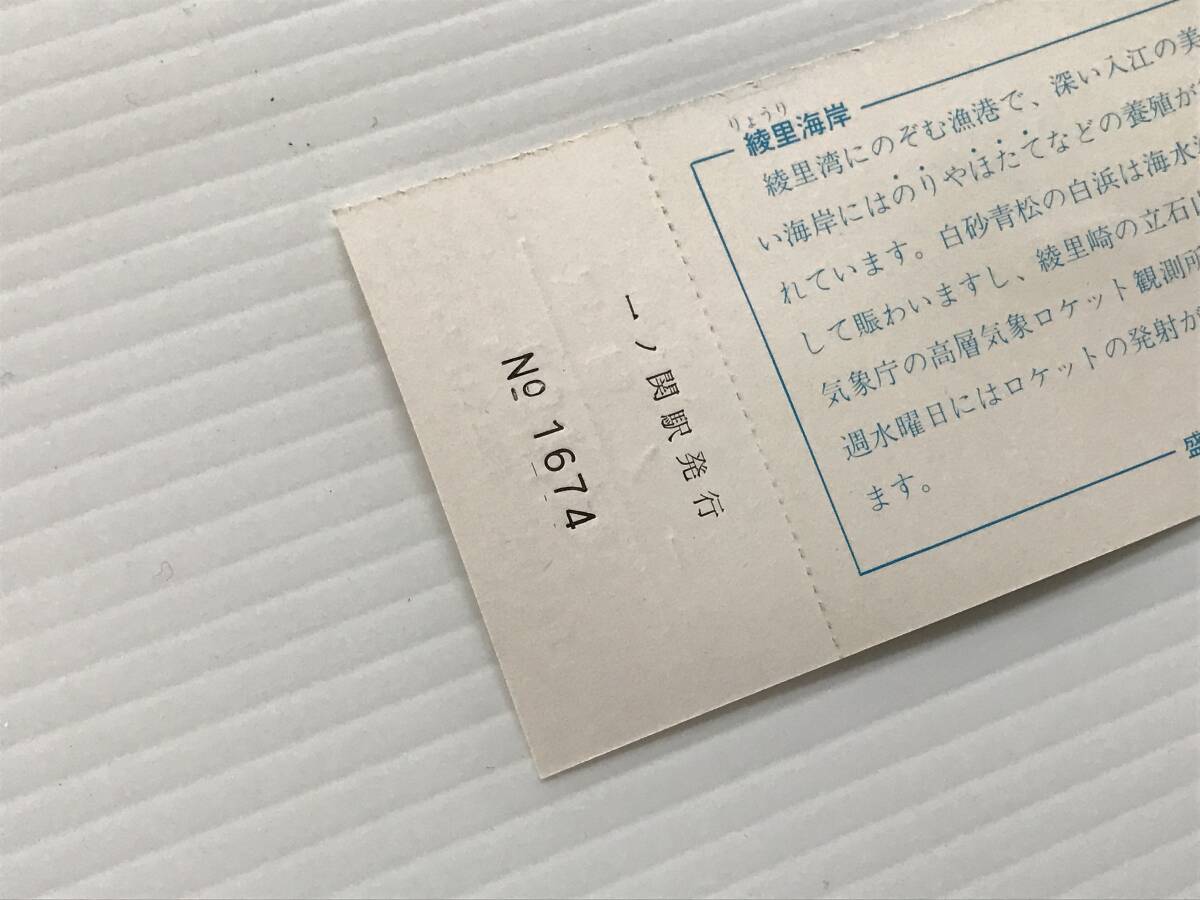 りょうり
綾里海岸
綾里湾にのぞむ漁港で、深い入江の美
い海岸にはのりやほたてなどの養殖が
れています。白砂青松の白浜は海水
して賑わいますし、綾里崎の立石山
気象庁の高層気象ロケット観測所
週水曜日にはロケットの発射が
ます。
盛
一ノ関駅発行
No 1674